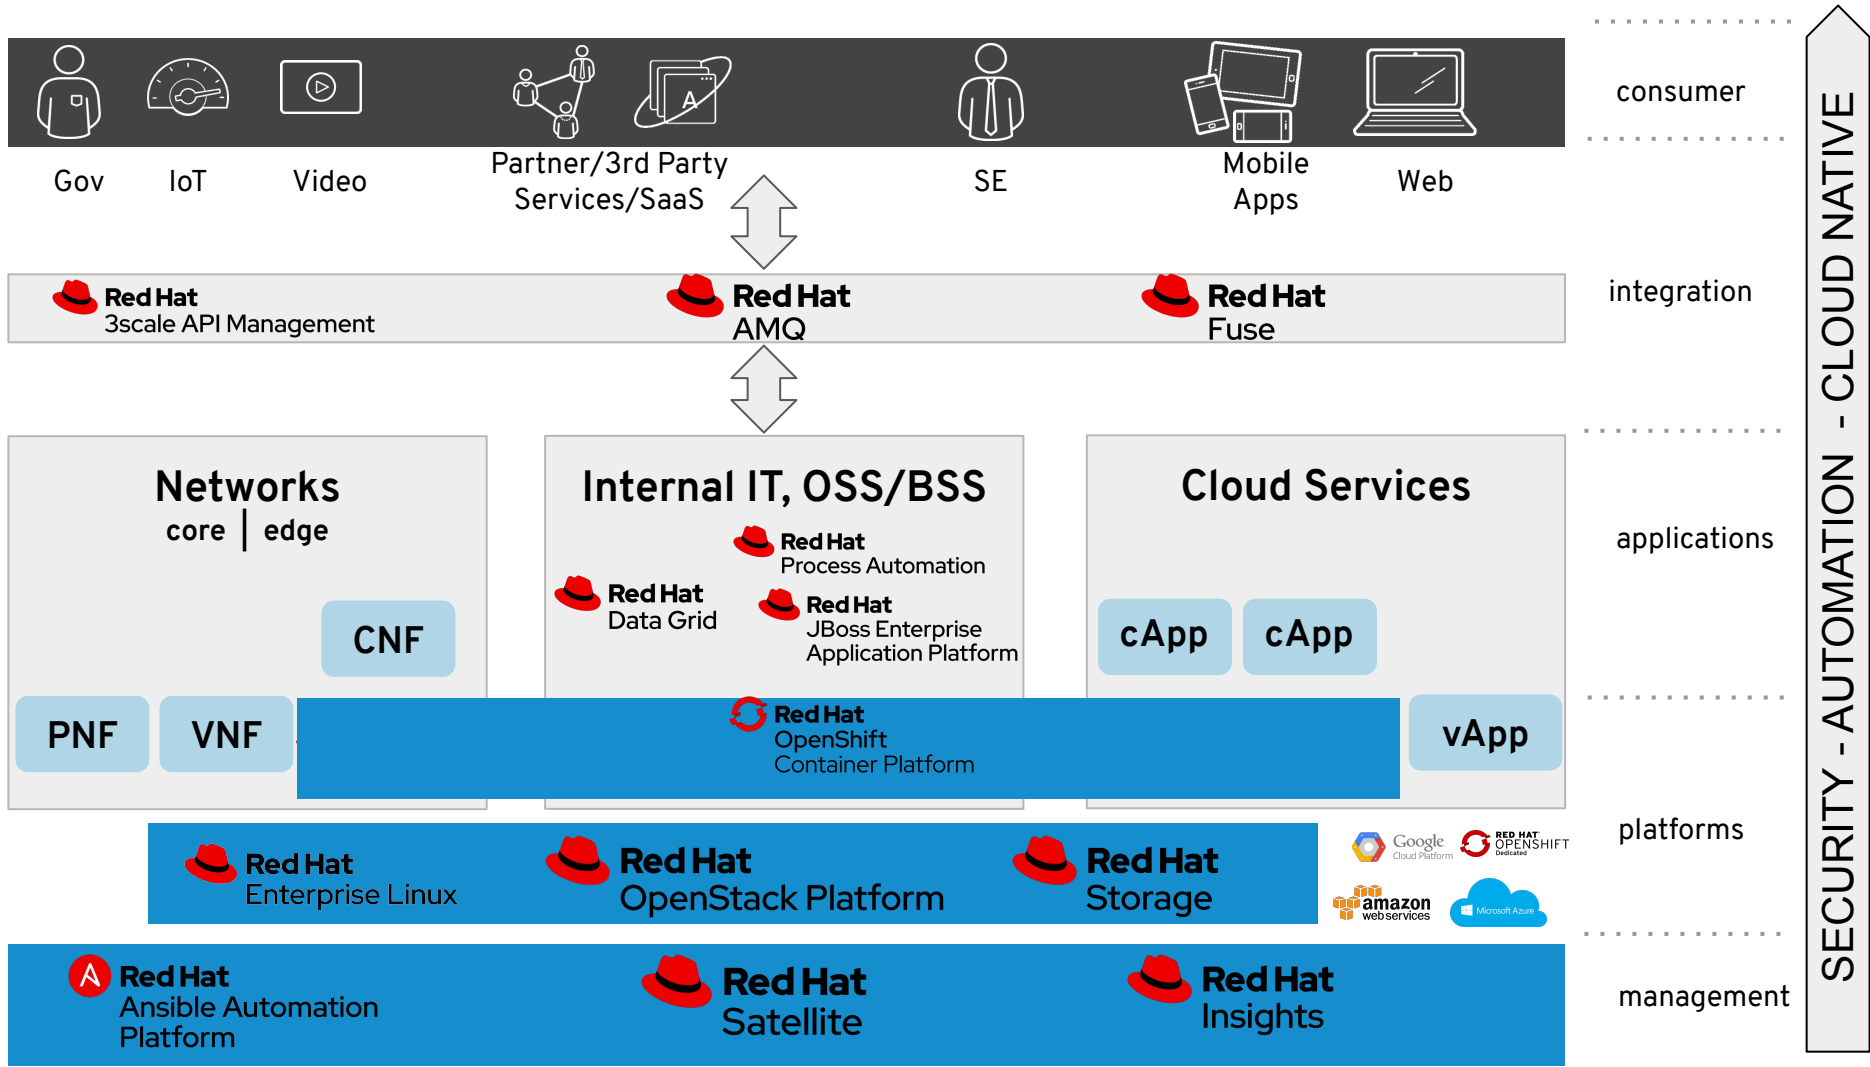 A
consumer
Gov
IoT
Video
Partner/3rd Party
Services/SaaS
SE
Mobile
Apps
Web
Red Hat
3scale API Management
Red Hat
AMQ
Red Hat
Fuse
integration
Networks
core | edge
CNF
PNF
VNF
Internal IT, OSS/BSS
Red Hat
Process Automation
Red Hat
Data Grid
Red Hat
JBoss Enterprise
Application Platform
Cloud Services
cApp
cApp
vApp
applications
Red Hat
OpenShift
Container Platform
Red Hat
Enterprise Linux
Red Hat
OpenStack Platform
Red Hat
Storage
Google
Cloud Platform
RED HAT
OPENSHIFT
Dedicated
amazon
web services
Microsoft Azure
platforms
Red Hat
Ansible Automation
Platform
Red Hat
Satellite
Red Hat
Insights
management
SECURITY - AUTOMATION - CLOUD NATIVE